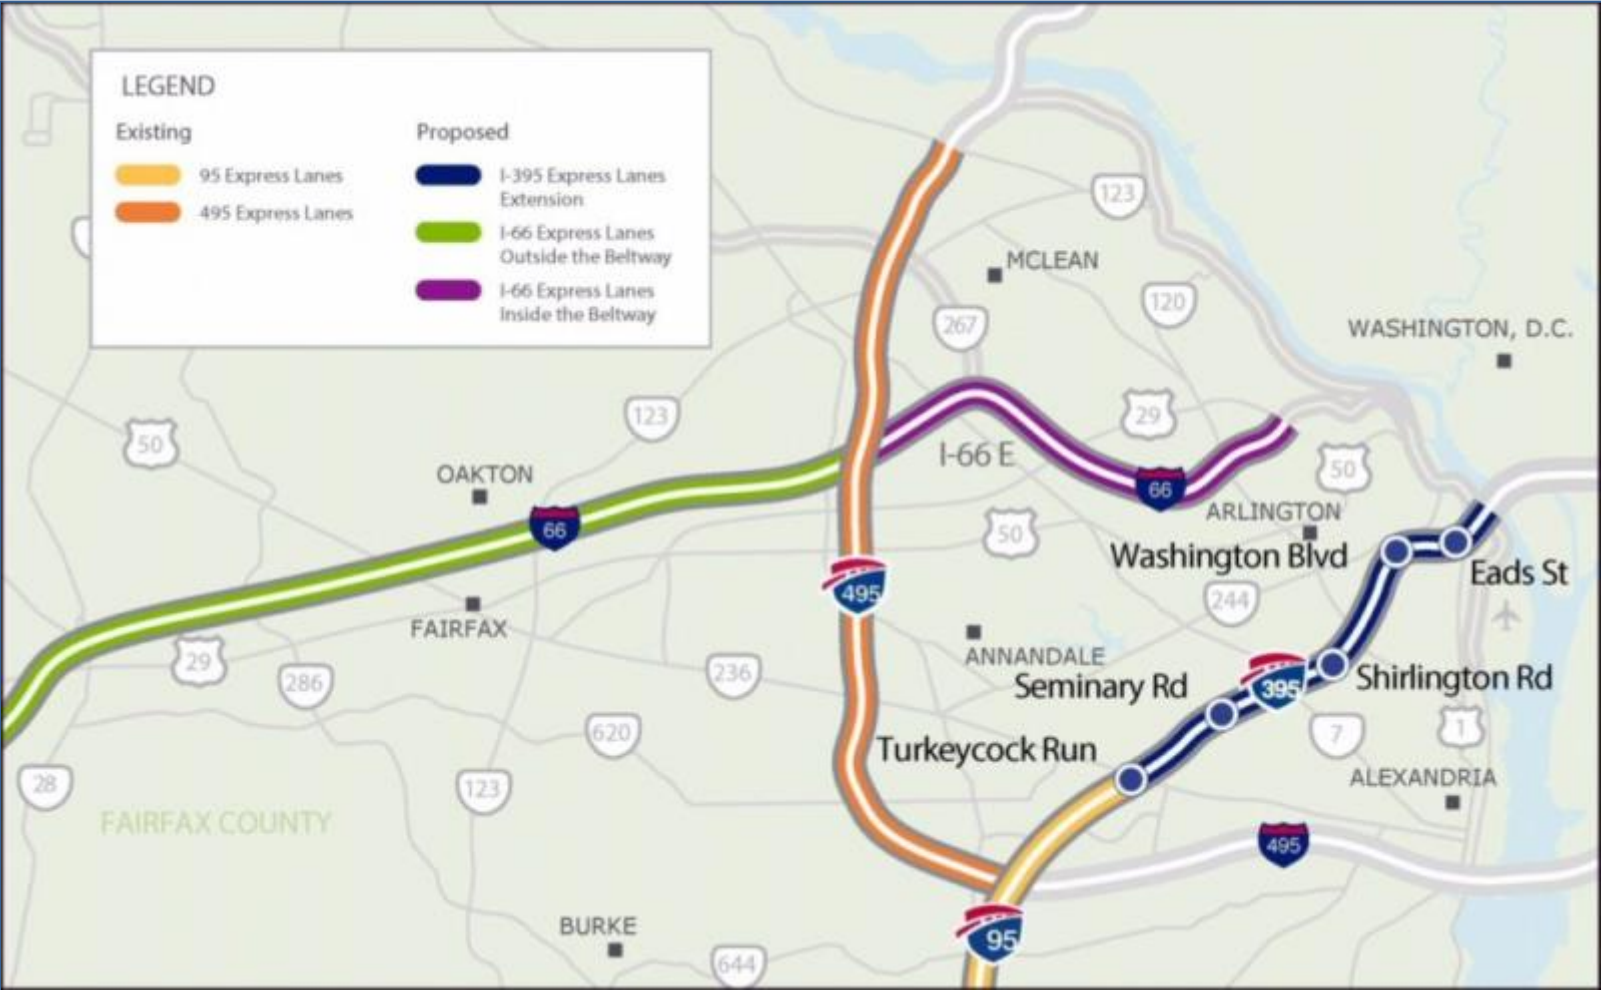 LEGEND
Existing
95 Express Lanes
495 Express Lanes
Proposed
I-395 Express Lanes
Extension
I-66 Express Lanes
Outside the Beltway
I-66 Express Lanes
Inside the Beltway
123
MCLEAN
120
267
WASHINGTON, D.C.
123
29
50
I-66 E
50
OAKTON
66
66
ARLINGTON
50
Washington Blvd
Eads St
495
244
FAIRFAX
ANNANDALE
29
286
236
Seminary Rd
395
Shirlington Rd
620
Turkeycock Run
7
1
28
123
ALEXANDRIA
FAIRFAX COUNTY
495
BURKE
95
644